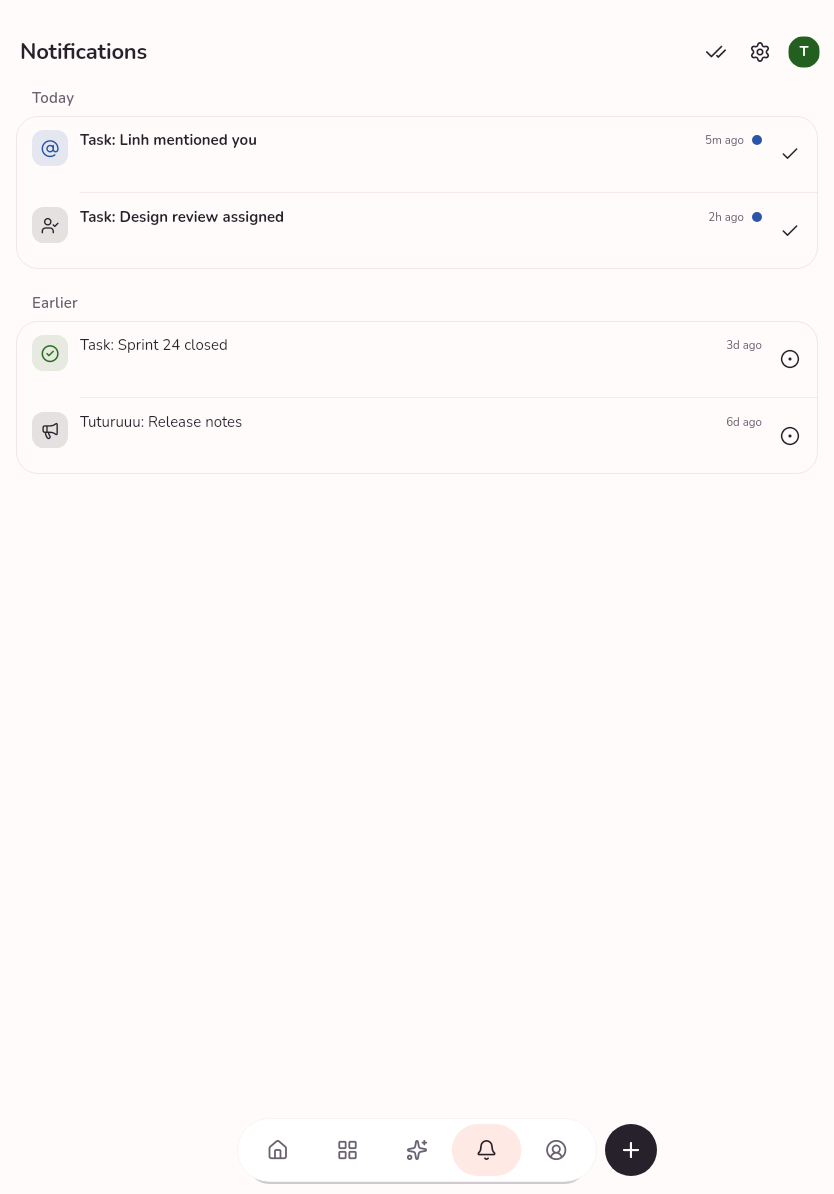 Notifications
T
Today
Task: Linh mentioned you
5m ago
Task: Design review assigned
2h ago
Earlier
Task: Sprint 24 closed
3d ago
Tuturuuu: Release notes
6d ago